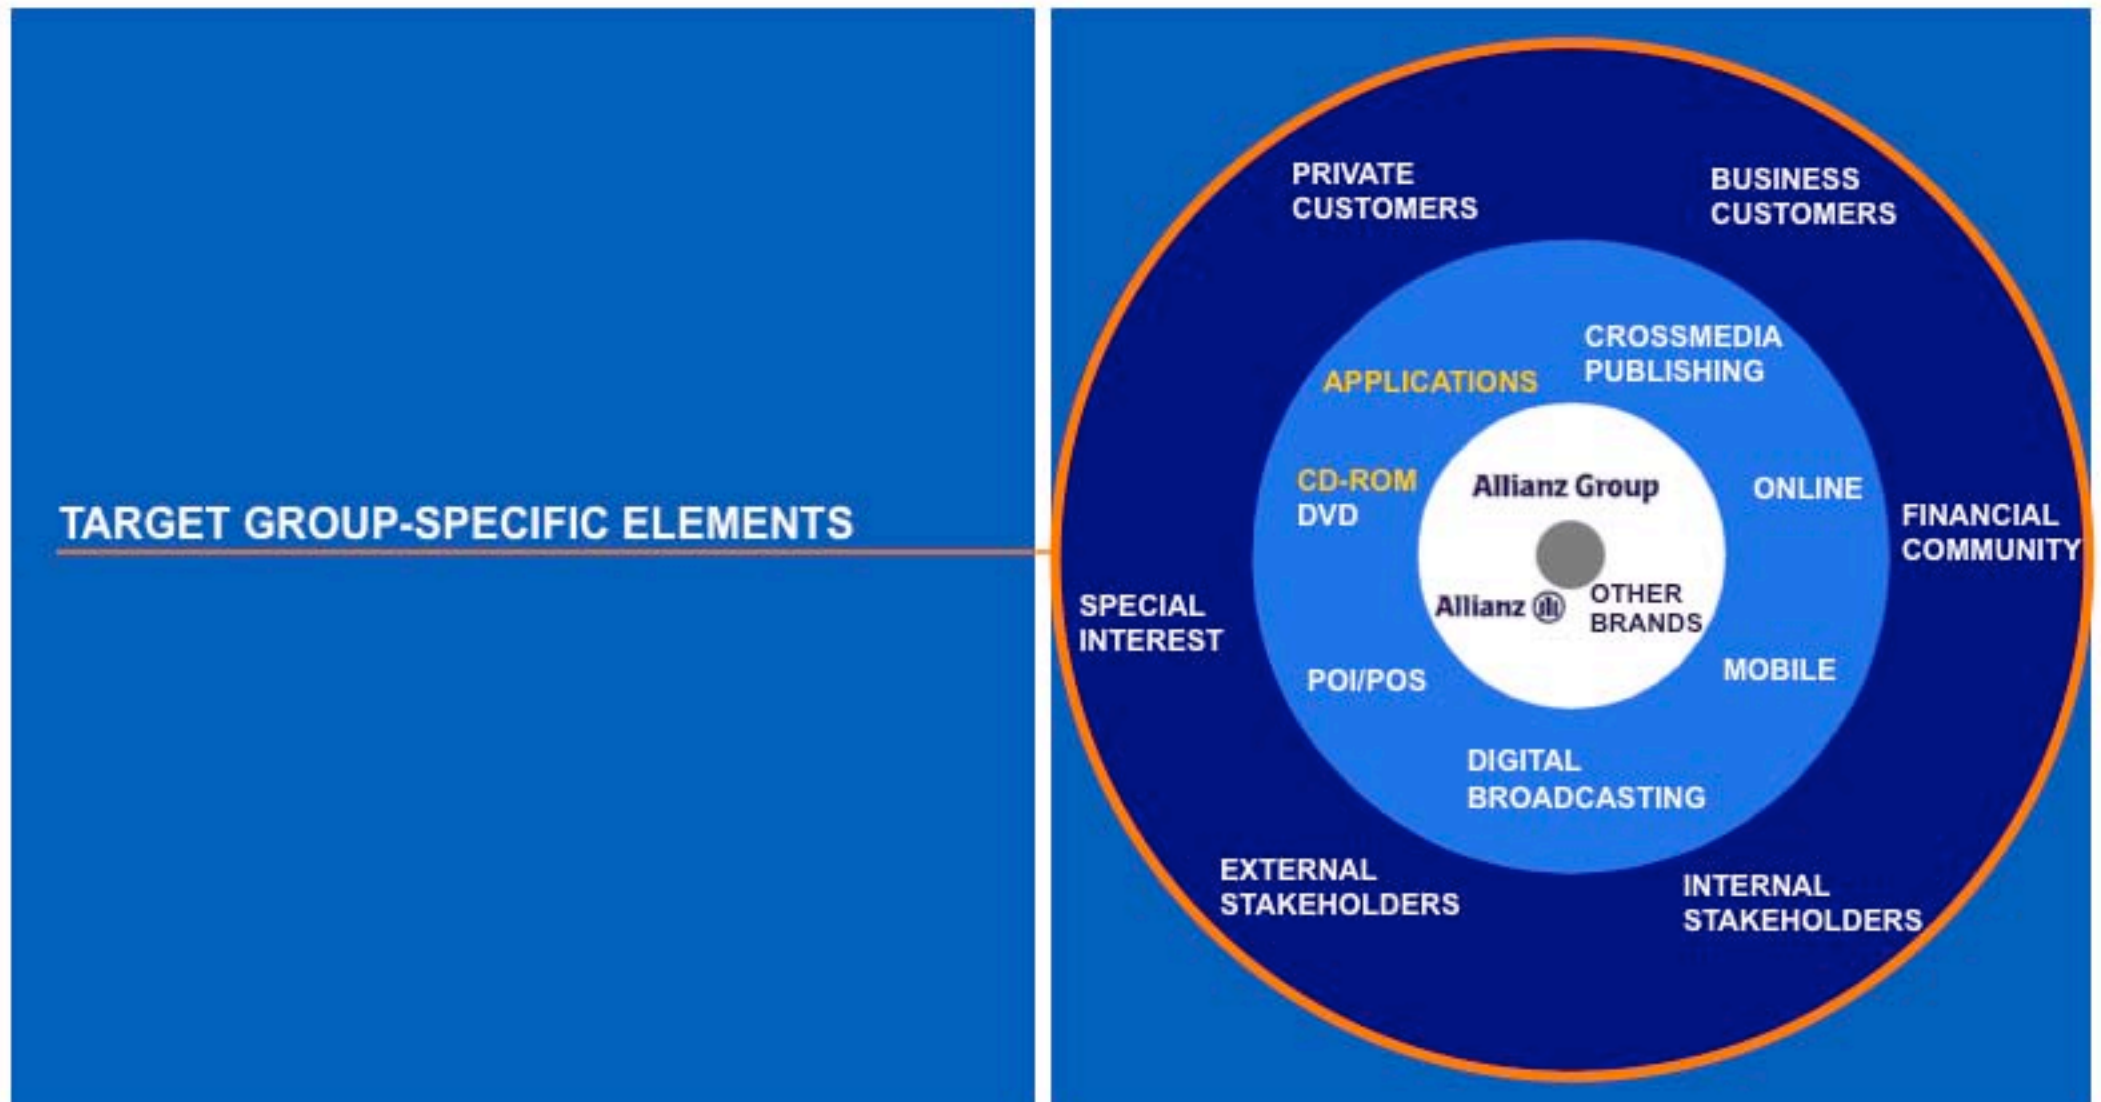 TARGET GROUP-SPECIFIC ELEMENTS
PRIVATE
CUSTOMERS
BUSINESS
CUSTOMERS
CROSSMEDIA
PUBLISHING
APPLICATIONS
CD-ROM
DVD
Allianz Group
ONLINE
FINANCIAL
COMMUNITY
SPECIAL
INTEREST
Allianz
OTHER
BRANDS
POI/POS
MOBILE
DIGITAL
BROADCASTING
EXTERNAL
STAKEHOLDERS
INTERNAL
STAKEHOLDERS